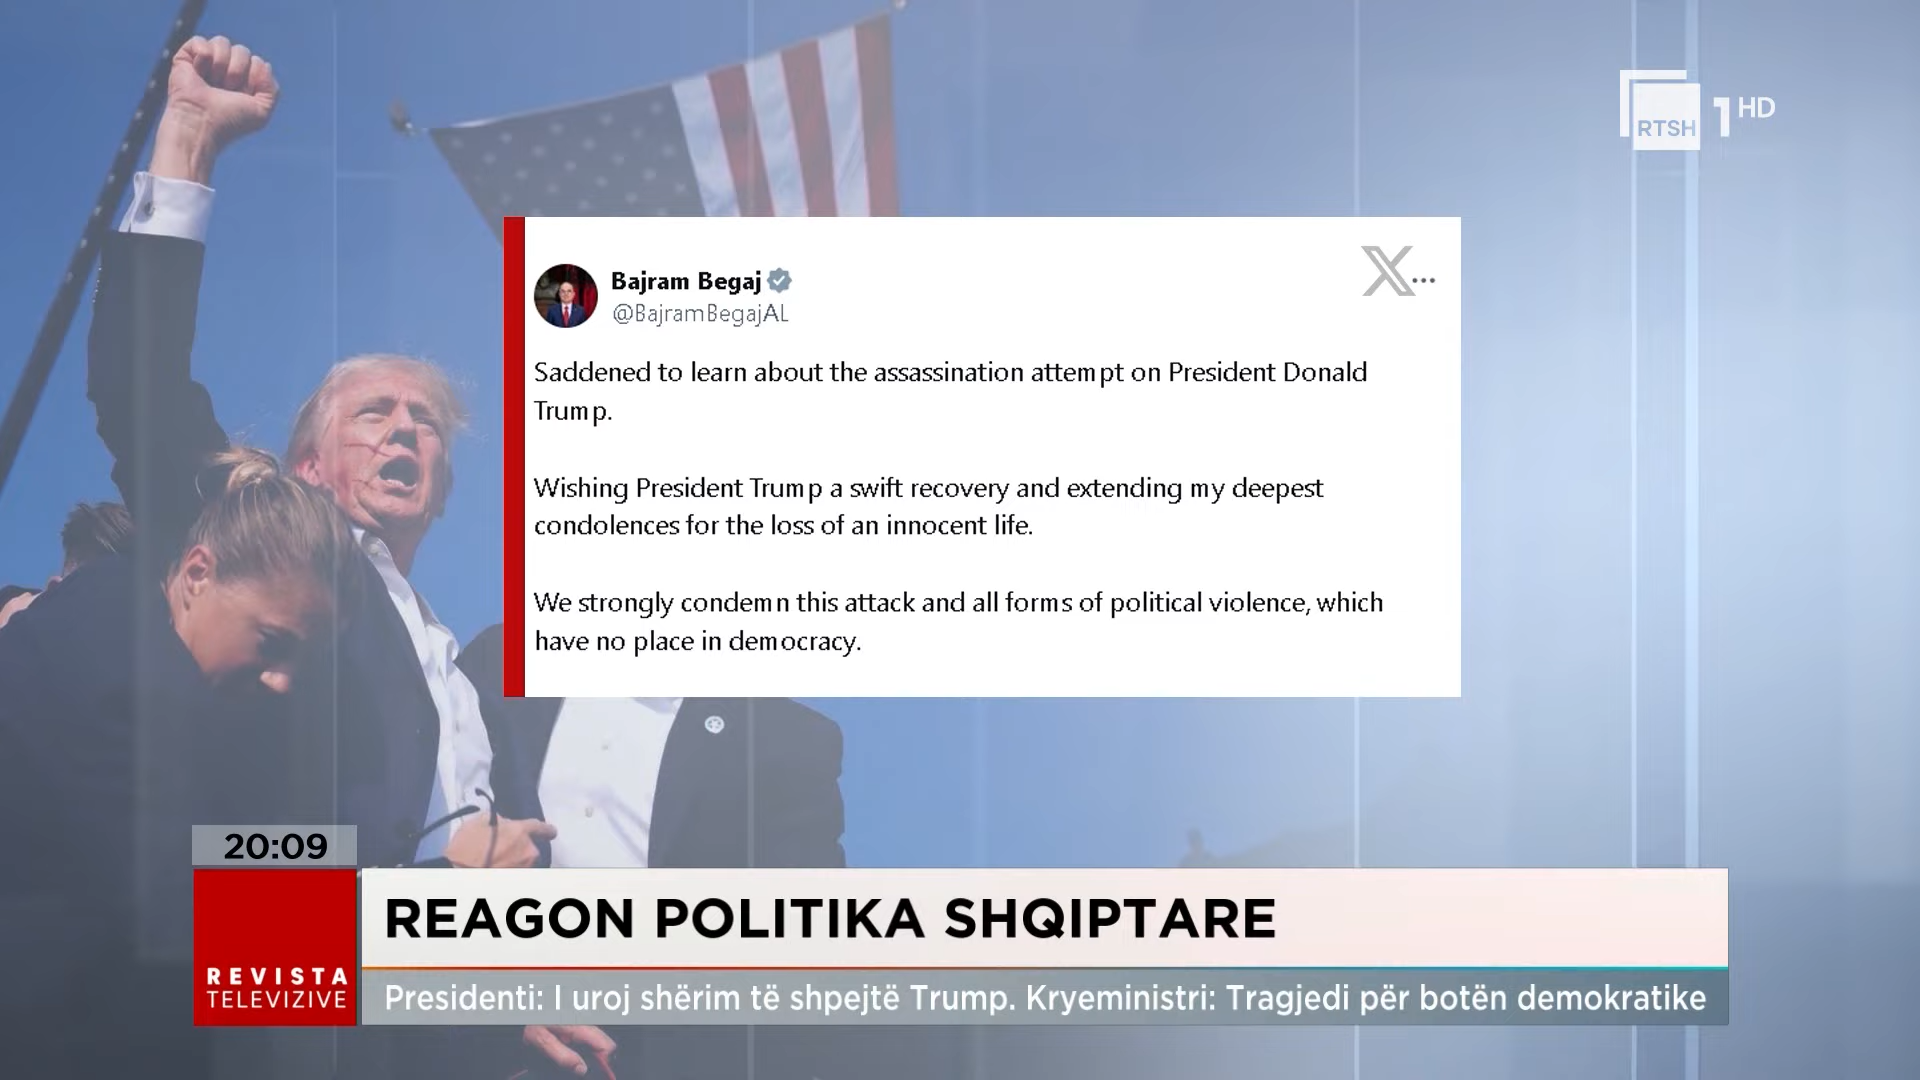 RTSH 1 HD
Bajram Begaj
@BajramBegajAL
Saddened to learn about the assassination attempt on President Donald
Trump.
Wishing President Trump a swift recovery and extending my deepest
condolences for the loss of an innocent life.
We strongly condemn this attack and all forms of political violence, which
have no place in democracy.
20:09
REVISTA
TELEVIZIVE
REAGON POLITIKA SHQIPTARE
Presidenti: I uroj shërim të shpejtë Trump. Kryeministri: Tragjedi për botën demokratike